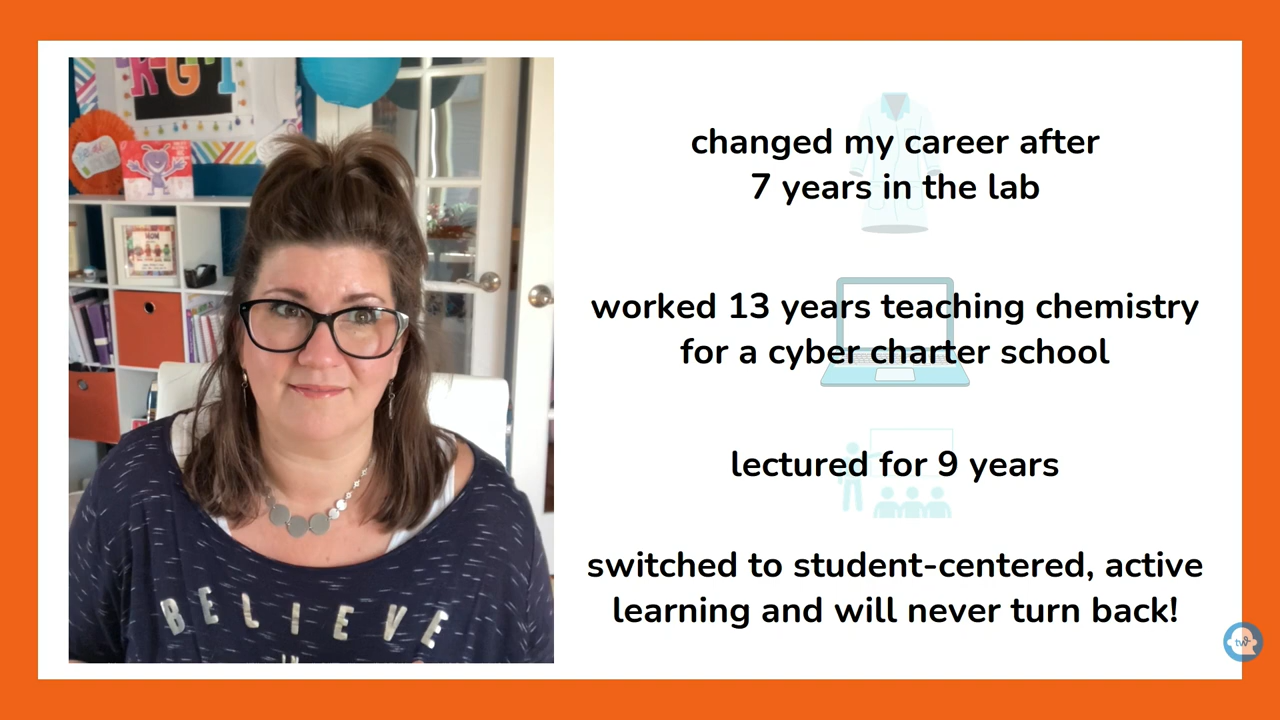 changed my career after
7 years in the lab
worked 13 years teaching chemistry
for a cyber charter school
lectured for 9 years
switched to student-centered, active
learning and will never turn back!
BELIEVE
tw